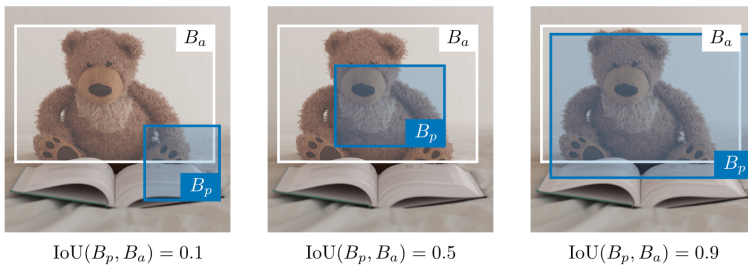 B_a
B_p
IoU(B_p, B_a) = 0.1
B_a
B_p
IoU(B_p, B_a) = 0.5
B_a
B_p
IoU(B_p, B_a) = 0.9